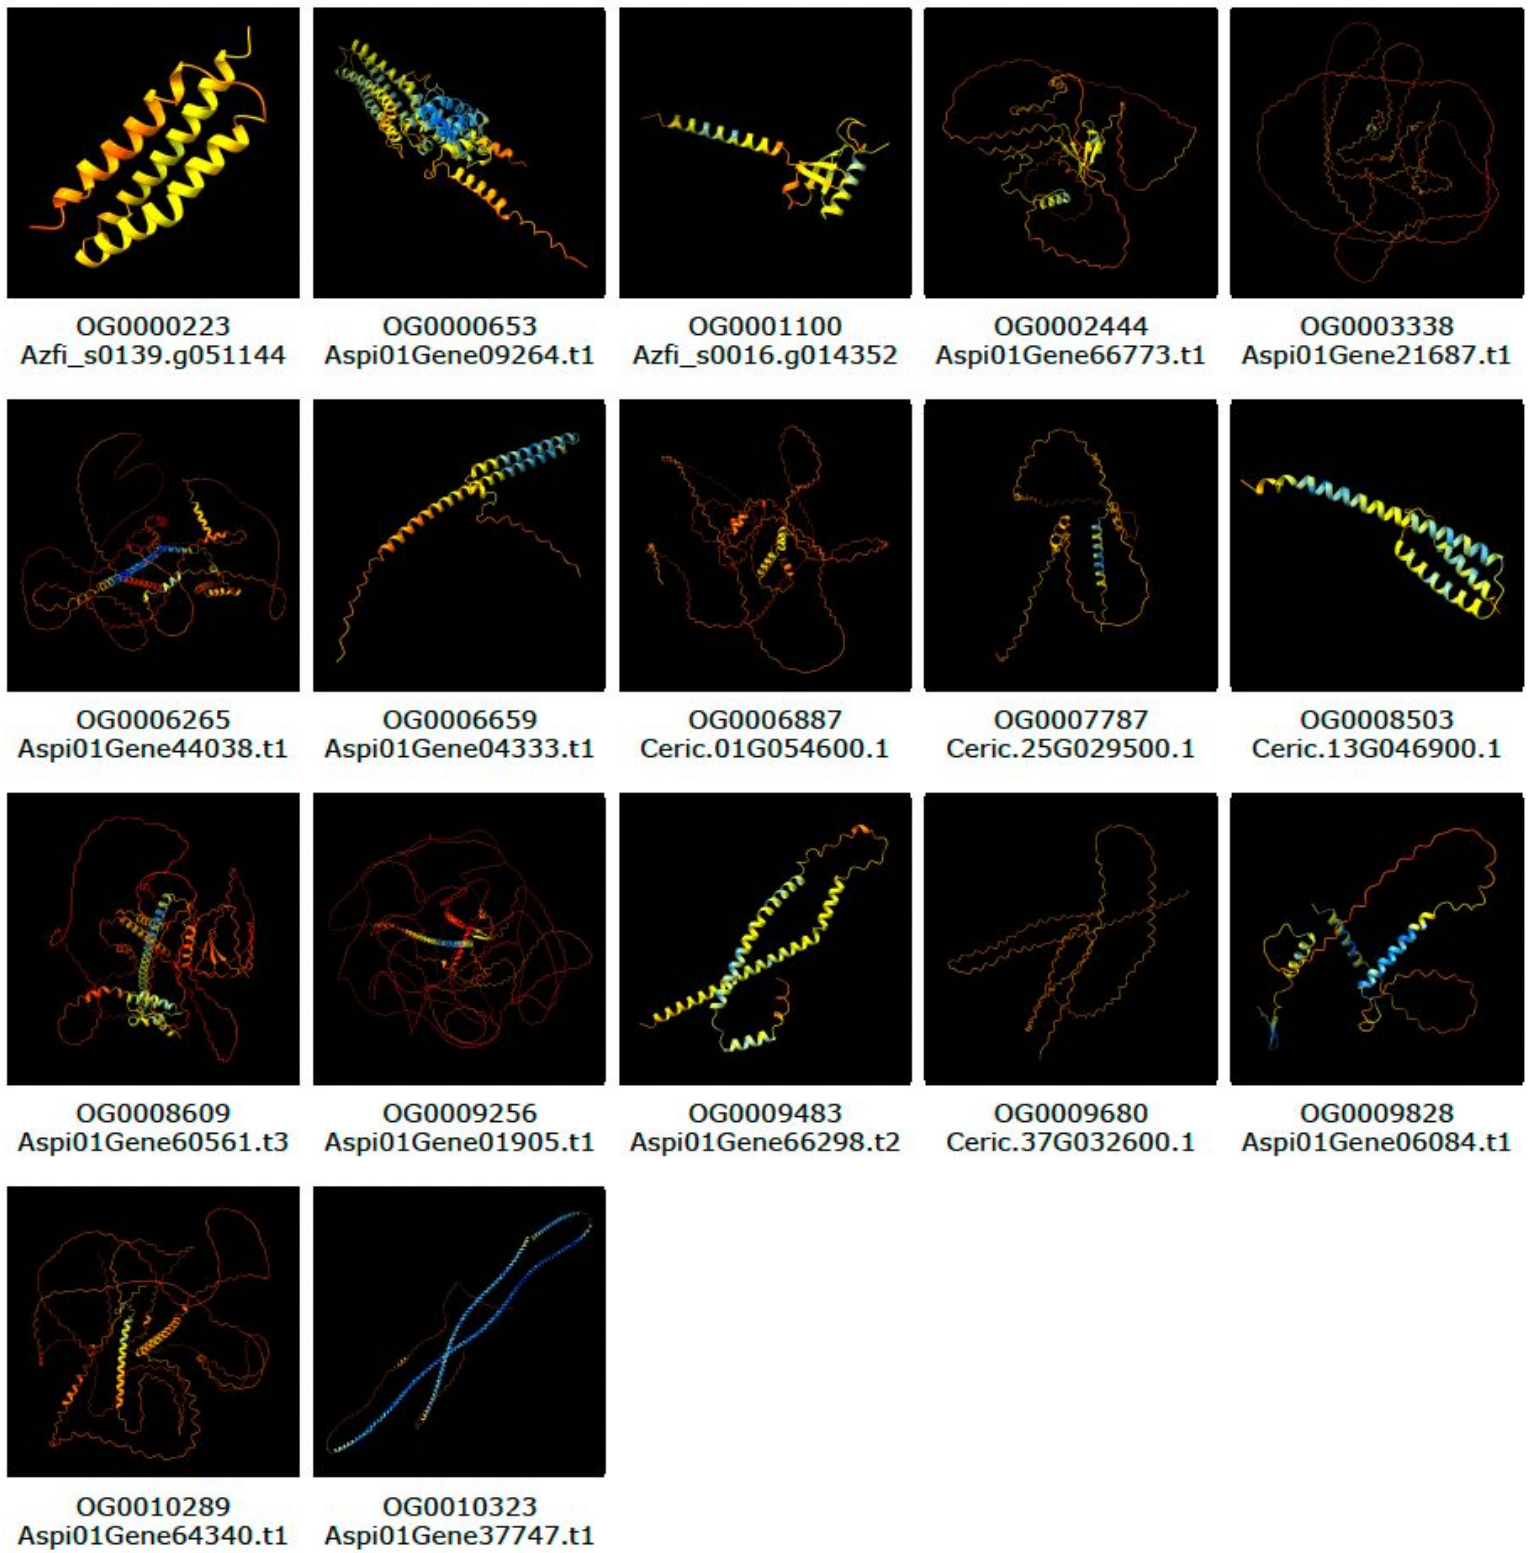 OG0000223
Azfi_s0139.g051144
OG0000653
Aspi01Gene09264.t1
OG0001100
Azfi_s0016.g014352
OG0002444
Aspi01Gene66773.t1
OG0003338
Aspi01Gene21687.t1
OG0006265
Aspi01Gene44038.t1
OG0006659
Aspi01Gene04333.t1
OG0006887
Ceric.01G054600.1
OG0007787
Ceric.25G029500.1
OG0008503
Ceric.13G046900.1
OG0008609
Aspi01Gene60561.t3
OG0009256
Aspi01Gene01905.t1
OG0009483
Aspi01Gene66298.t2
OG0009680
Ceric.37G032600.1
OG0009828
Aspi01Gene06084.t1
OG0010289
Aspi01Gene64340.t1
OG0010323
Aspi01Gene37747.t1